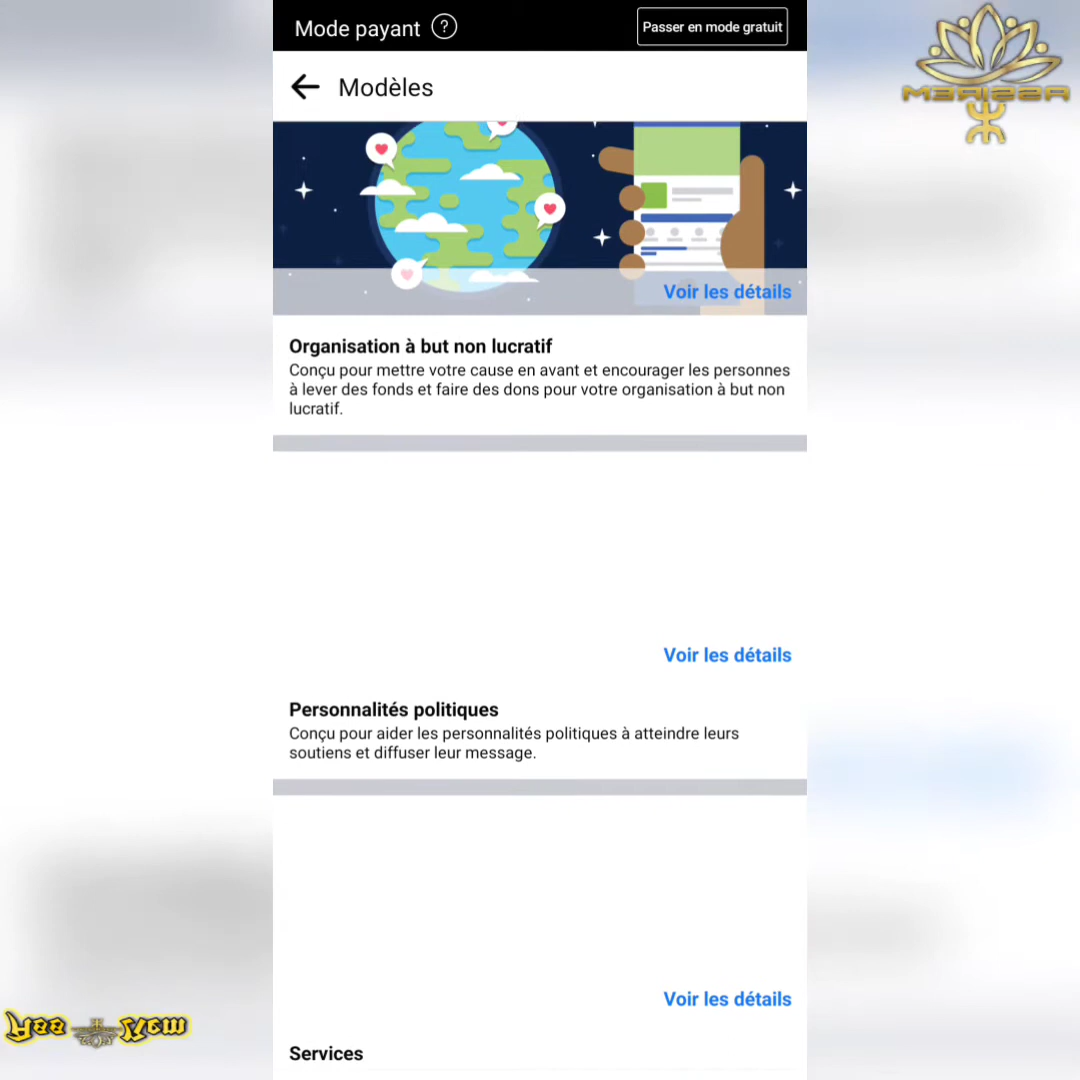 Mode payant ?
Passer en mode gratuit
Modèles
Voir les détails
Organisation à but non lucratif
Conçu pour mettre votre cause en avant et encourager les personnes
à lever des fonds et faire des dons pour votre organisation à but non
lucratif.
Voir les détails
Personnalités politiques
Conçu pour aider les personnalités politiques à atteindre leurs
soutiens et diffuser leur message.
Voir les détails
Services